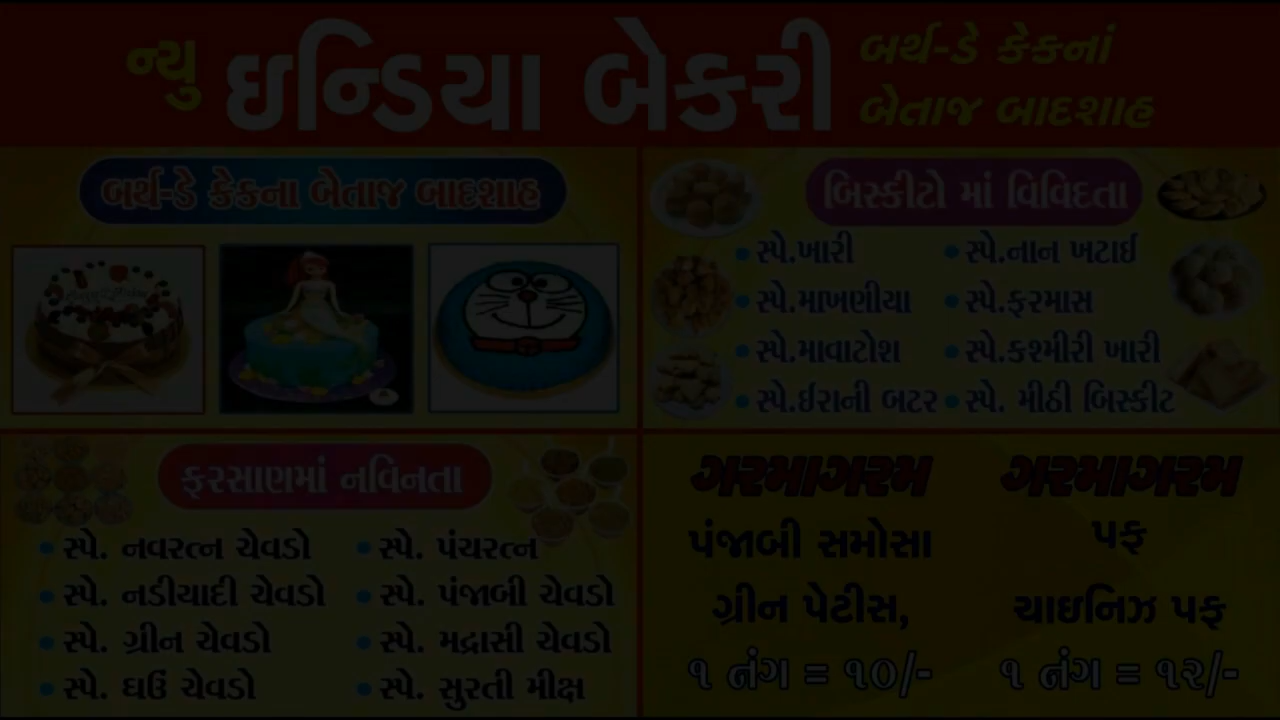 ન્યુ ઇન્ડિયા બેકરી
બર્થ-ડે કેકનાં
બેતાજ બાદશાહ
બર્થ-ડે કેકના બેતાજ બાદશાહ
બિસ્કીટો માં વિવિદતા
સ્પે.ખારી
સ્પે.નાન ખટાઈ
સ્પે.માખણીયા
સ્પે.ફરમાસ
સ્પે.માવાટોશ
સ્પે.કશ્મીરી ખારી
સ્પે.ઈરાની બટર
સ્પે. મીઠી બિસ્કીટ
ફરસાણમાં નવિનતા
સ્પે. નવરત્ન ચેવડો
સ્પે. પંચરત્ન
સ્પે. નડીયાદી ચેવડો
સ્પે. પંજાબી ચેવડો
સ્પે. ગ્રીન ચેવડો
સ્પે. મદ્રાસી ચેવડો
સ્પે. ઘઉં ચેવડો
સ્પે. સુરતી મીક્ષ
ગરમાગરમ
પંજાબી સમોસા
ગ્રીન પેટીસ,
૧ નંગ = ૧૦/-
ગરમાગરમ
પફ
ચાઇનિઝ પફ
૧ નંગ = ૧૨/-